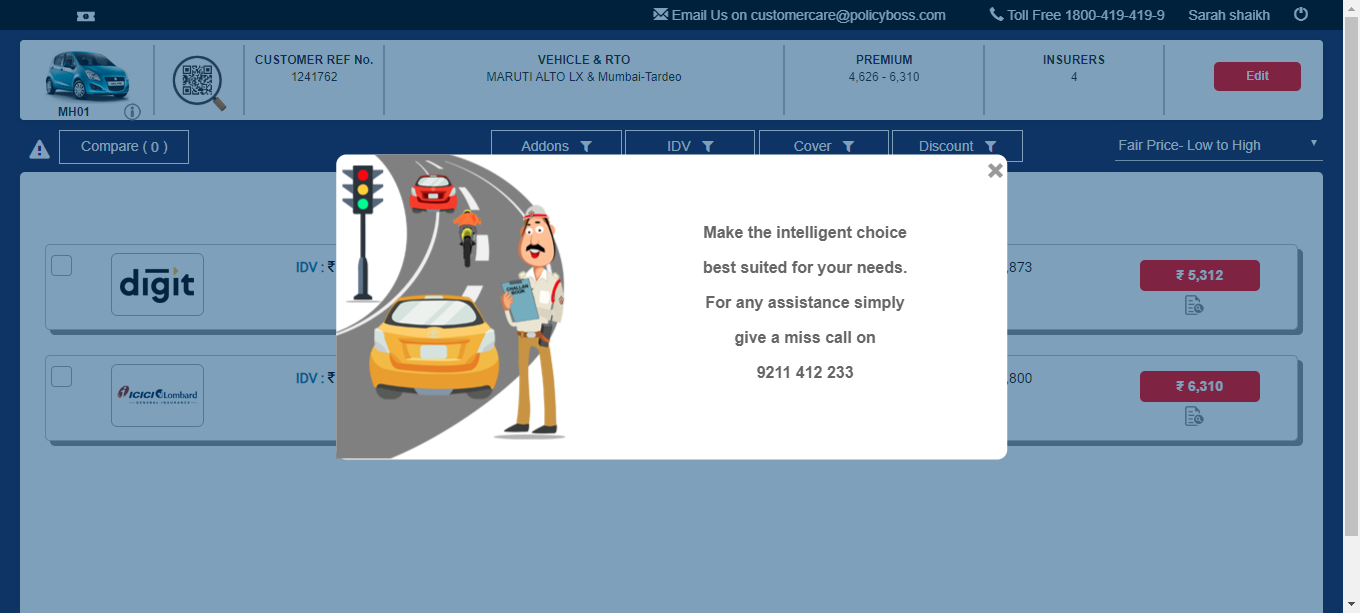 Email Us on customercare@policyboss.com
Toll Free 1800-419-419-9
Sarah shaikh
MH01
CUSTOMER REF No.
1241762
VEHICLE & RTO
MARUTI ALTO LX & Mumbai-Tardeo
PREMIUM
4,626 - 6,310
INSURERS
4
Edit
Compare ( 0 )
Addons
IDV
Cover
Discount
Fair Price- Low to High
digit
IDV : ₹
,873
₹ 5,312
ICICI Lombard
GENERAL INSURANCE
IDV : ₹
,800
₹ 6,310
CHALLAN
BOOK
Make the intelligent choice
best suited for your needs.
For any assistance simply
give a miss call on
9211 412 233